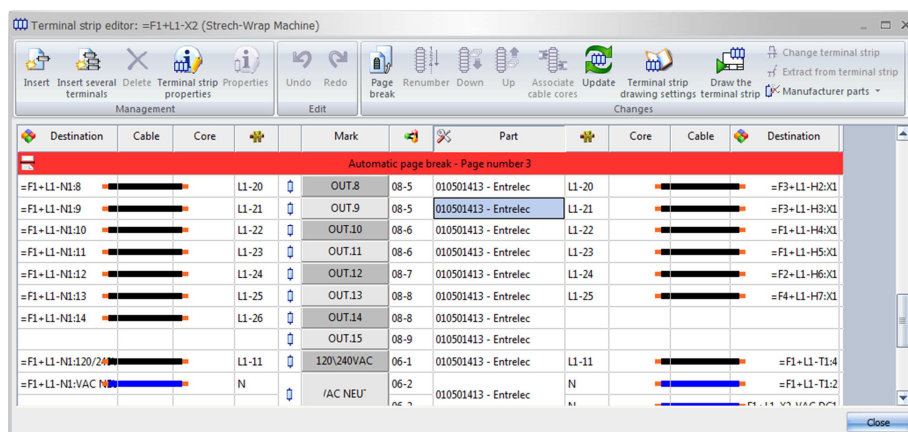 Terminal strip editor: =F1+L1-X2 (Strech-Wrap Machine)
Insert Insert several terminals Delete Terminal strip properties Properties Undo Redo Page break Renumber Down Up Associate cable cores Update Terminal strip drawing settings Draw the terminal strip
Change terminal strip
Extract from terminal strip
Manufacturer parts
Management Edit Changes
Destination Cable Core Mark Part Core Cable Destination
Automatic page break - Page number 3
=F1+L1-N1:8 L1-20 OUT.8 08-5 010501413 - Entrelec L1-20 =F3+L1-H2:X1
=F1+L1-N1:9 L1-21 OUT.9 08-5 010501413 - Entrelec L1-21 =F3+L1-H3:X1
=F1+L1-N1:10 L1-22 OUT.10 08-6 010501413 - Entrelec L1-22 =F1+L1-H4:X1
=F1+L1-N1:11 L1-23 OUT.11 08-6 010501413 - Entrelec L1-23 =F1+L1-H5:X1
=F1+L1-N1:12 L1-24 OUT.12 08-7 010501413 - Entrelec L1-24 =F2+L1-H6:X1
=F1+L1-N1:13 L1-25 OUT.13 08-8 010501413 - Entrelec L1-25 =F4+L1-H7:X1
=F1+L1-N1:14 L1-26 OUT.14 08-8 010501413 - Entrelec
OUT.15 08-9 010501413 - Entrelec
=F1+L1-N1:120/24 L1-11 120\240VAC 06-1 010501413 - Entrelec L1-11 =F1+L1-T1:4
=F1+L1-N1:VAC N N 06-2 N =F1+L1-T1:2
/AC NEU 010501413 - Entrelec
Close